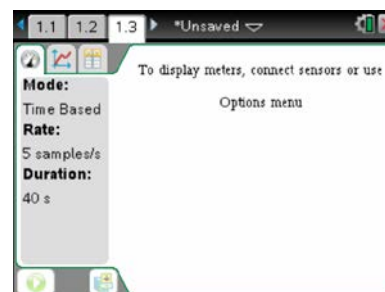 1.1 1.2 1.3 *Unsaved
To display meters, connect sensors or use
Options menu
Mode:
Time Based
Rate:
5 samples/s
Duration:
40 s